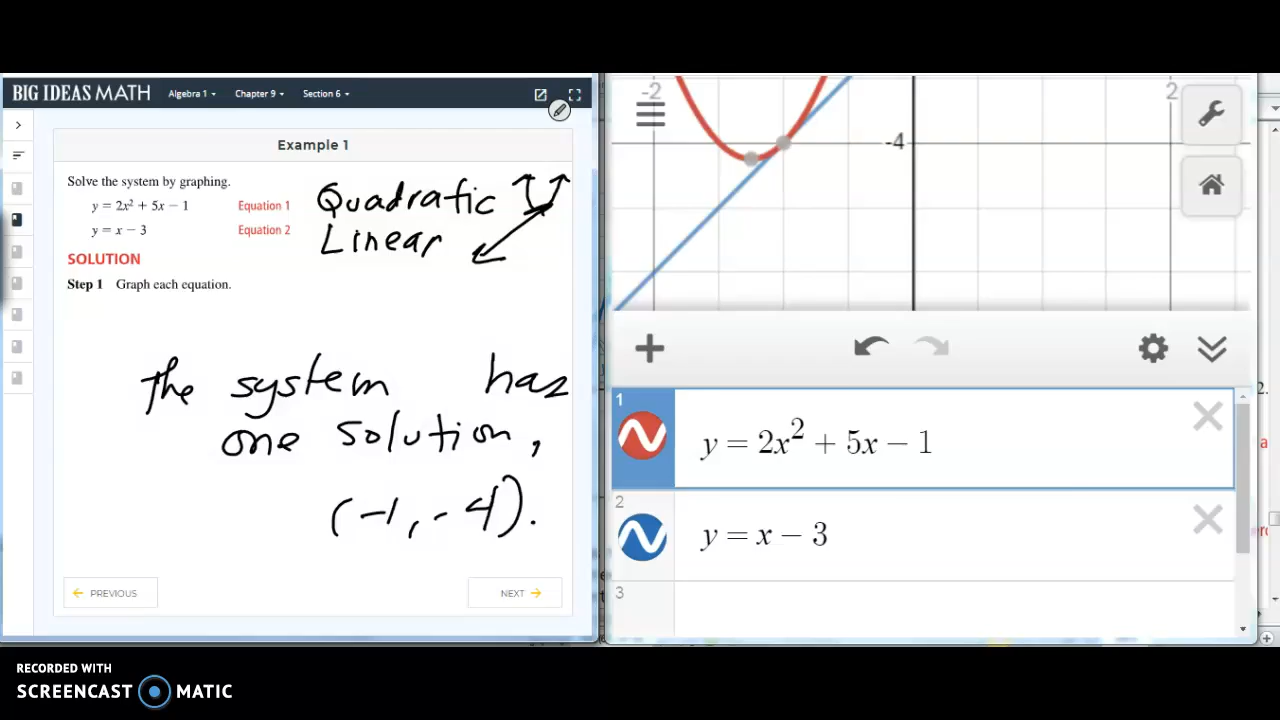 BIG IDEAS MATH Algebra 1 Chapter 9 Section 6
Example 1
Solve the system by graphing.
y = 2x² + 5x − 1 Equation 1
y = x − 3 Equation 2
Quadratic
Linear
SOLUTION
Step 1 Graph each equation.
The system has
one solution,
(-1, -4).
PREVIOUS
NEXT
-2
2
-4
1
y = 2x² + 5x − 1
2
y = x − 3
3
2.
RECORDED WITH
SCREENCAST MATIC